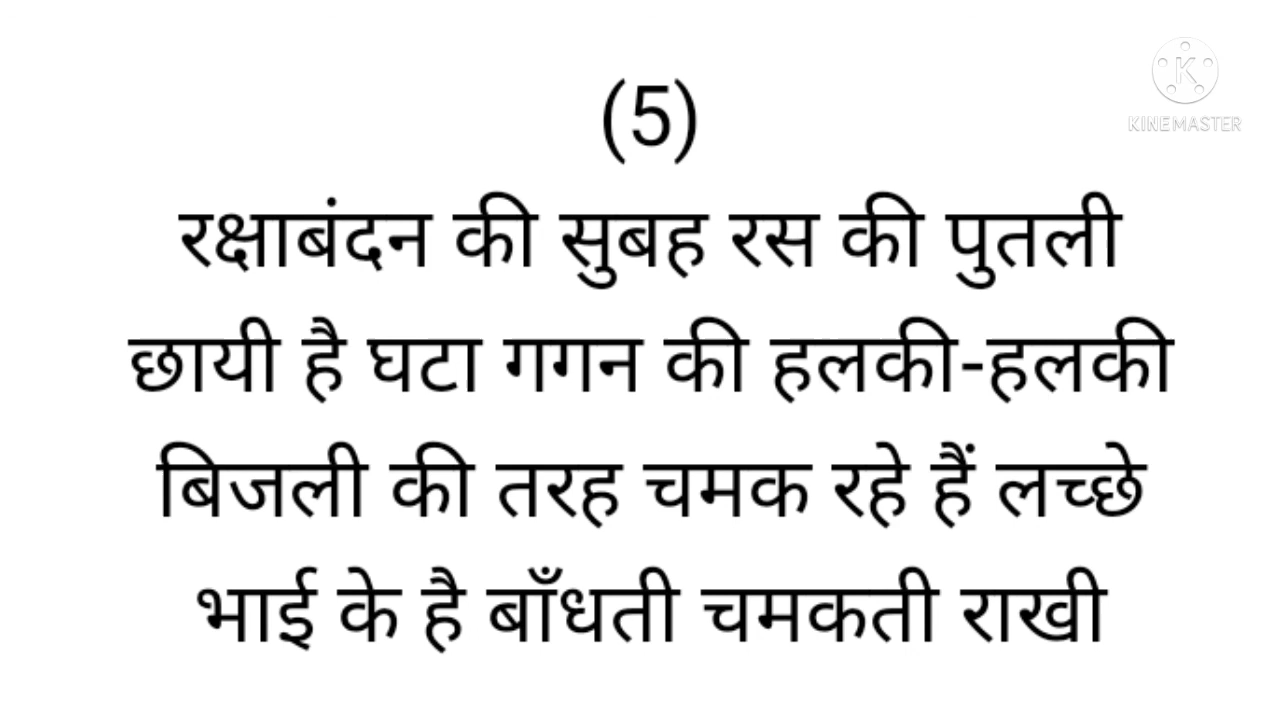 (5)
KINEMASTER
रक्षाबंदन की सुबह रस की पुतली
छायी है घटा गगन की हलकी-हलकी
बिजली की तरह चमक रहे हैं लच्छे
भाई के है बाँधती चमकती राखी